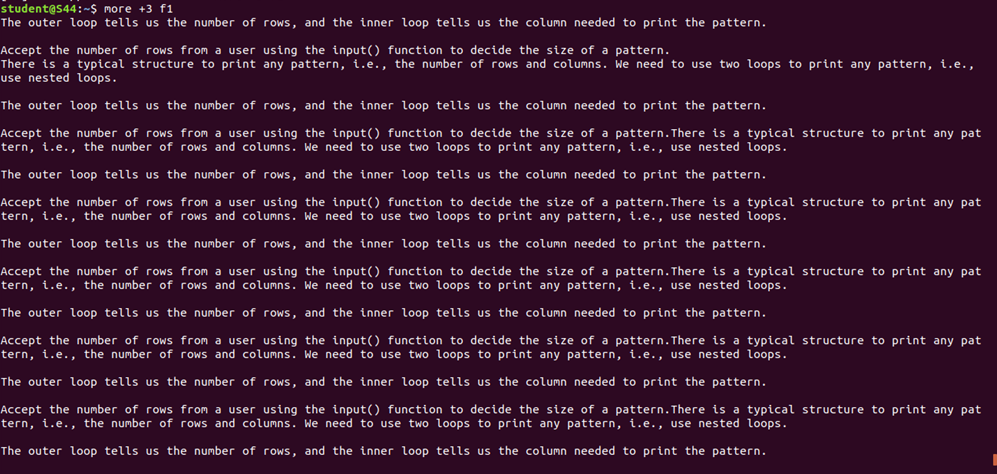 student@S44:~$ more +3 f1
The outer loop tells us the number of rows, and the inner loop tells us the column needed to print the pattern.
Accept the number of rows from a user using the input() function to decide the size of a pattern.
There is a typical structure to print any pattern, i.e., the number of rows and columns. We need to use two loops to print any pattern, i.e.,
use nested loops.
The outer loop tells us the number of rows, and the inner loop tells us the column needed to print the pattern.
Accept the number of rows from a user using the input() function to decide the size of a pattern.There is a typical structure to print any pat
tern, i.e., the number of rows and columns. We need to use two loops to print any pattern, i.e., use nested loops.
The outer loop tells us the number of rows, and the inner loop tells us the column needed to print the pattern.
Accept the number of rows from a user using the input() function to decide the size of a pattern.There is a typical structure to print any pat
tern, i.e., the number of rows and columns. We need to use two loops to print any pattern, i.e., use nested loops.
The outer loop tells us the number of rows, and the inner loop tells us the column needed to print the pattern.
Accept the number of rows from a user using the input() function to decide the size of a pattern.There is a typical structure to print any pat
tern, i.e., the number of rows and columns. We need to use two loops to print any pattern, i.e., use nested loops.
The outer loop tells us the number of rows, and the inner loop tells us the column needed to print the pattern.
Accept the number of rows from a user using the input() function to decide the size of a pattern.There is a typical structure to print any pat
tern, i.e., the number of rows and columns. We need to use two loops to print any pattern, i.e., use nested loops.
The outer loop tells us the number of rows, and the inner loop tells us the column needed to print the pattern.
Accept the number of rows from a user using the input() function to decide the size of a pattern.There is a typical structure to print any pat
tern, i.e., the number of rows and columns. We need to use two loops to print any pattern, i.e., use nested loops.
The outer loop tells us the number of rows, and the inner loop tells us the column needed to print the pattern.